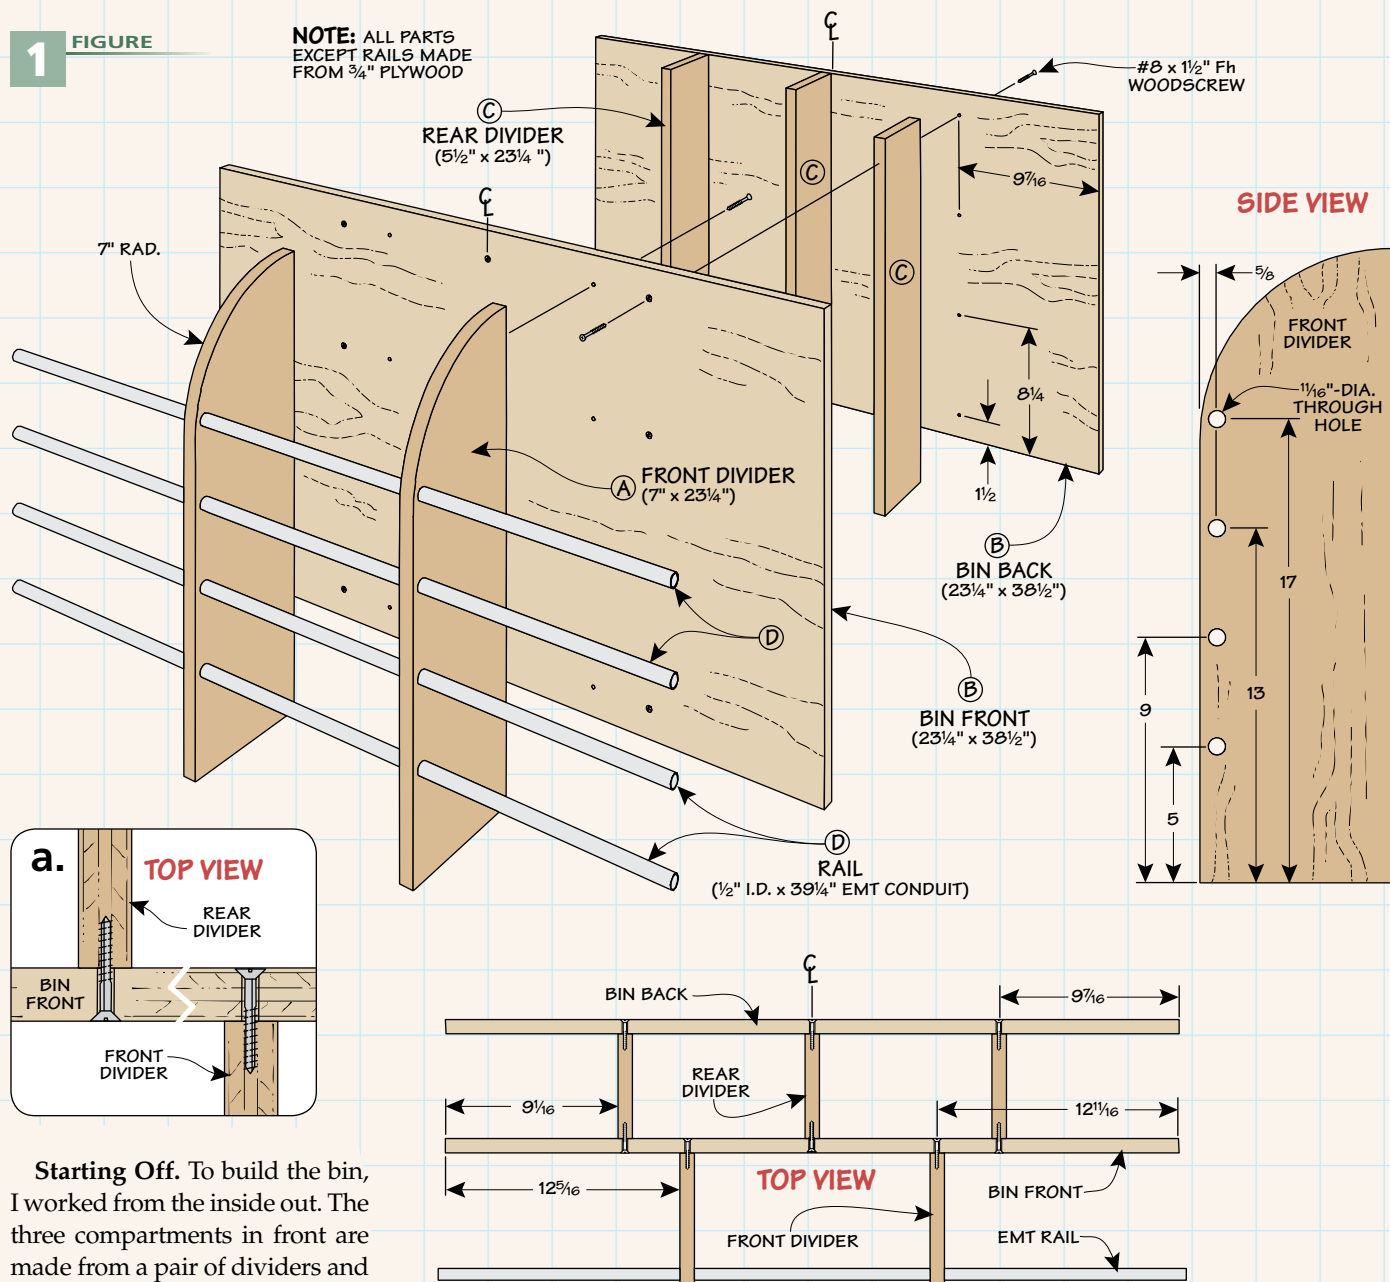 1 FIGURE
NOTE: ALL PARTS
EXCEPT RAILS MADE
FROM ¾" PLYWOOD
℄
#8 x 1½" Fh
WOODSCREW
C
REAR DIVIDER
(5½" x 23¼ ")
C
9⁷⁄₁₆
℄
SIDE VIEW
7" RAD.
C
⅝
FRONT
DIVIDER
¹¹⁄₁₆"-DIA.
THROUGH
HOLE
8¼
A FRONT DIVIDER
(7" x 23¼")
1½
B
BIN BACK
(23¼" x 38½")
17
D
13
9
B
BIN FRONT
(23¼" x 38½")
5
D
RAIL
(½" I.D. x 39¼" EMT CONDUIT)
a.
TOP VIEW
REAR
DIVIDER
BIN
FRONT
FRONT
DIVIDER
℄
BIN BACK
9⁷⁄₁₆
REAR
DIVIDER
9¹⁄₁₆
12¹¹⁄₁₆
TOP VIEW
12⁵⁄₁₆
BIN FRONT
FRONT DIVIDER
EMT RAIL
Starting Off. To build the bin,
I worked from the inside out. The
three compartments in front are
made from a pair of dividers and